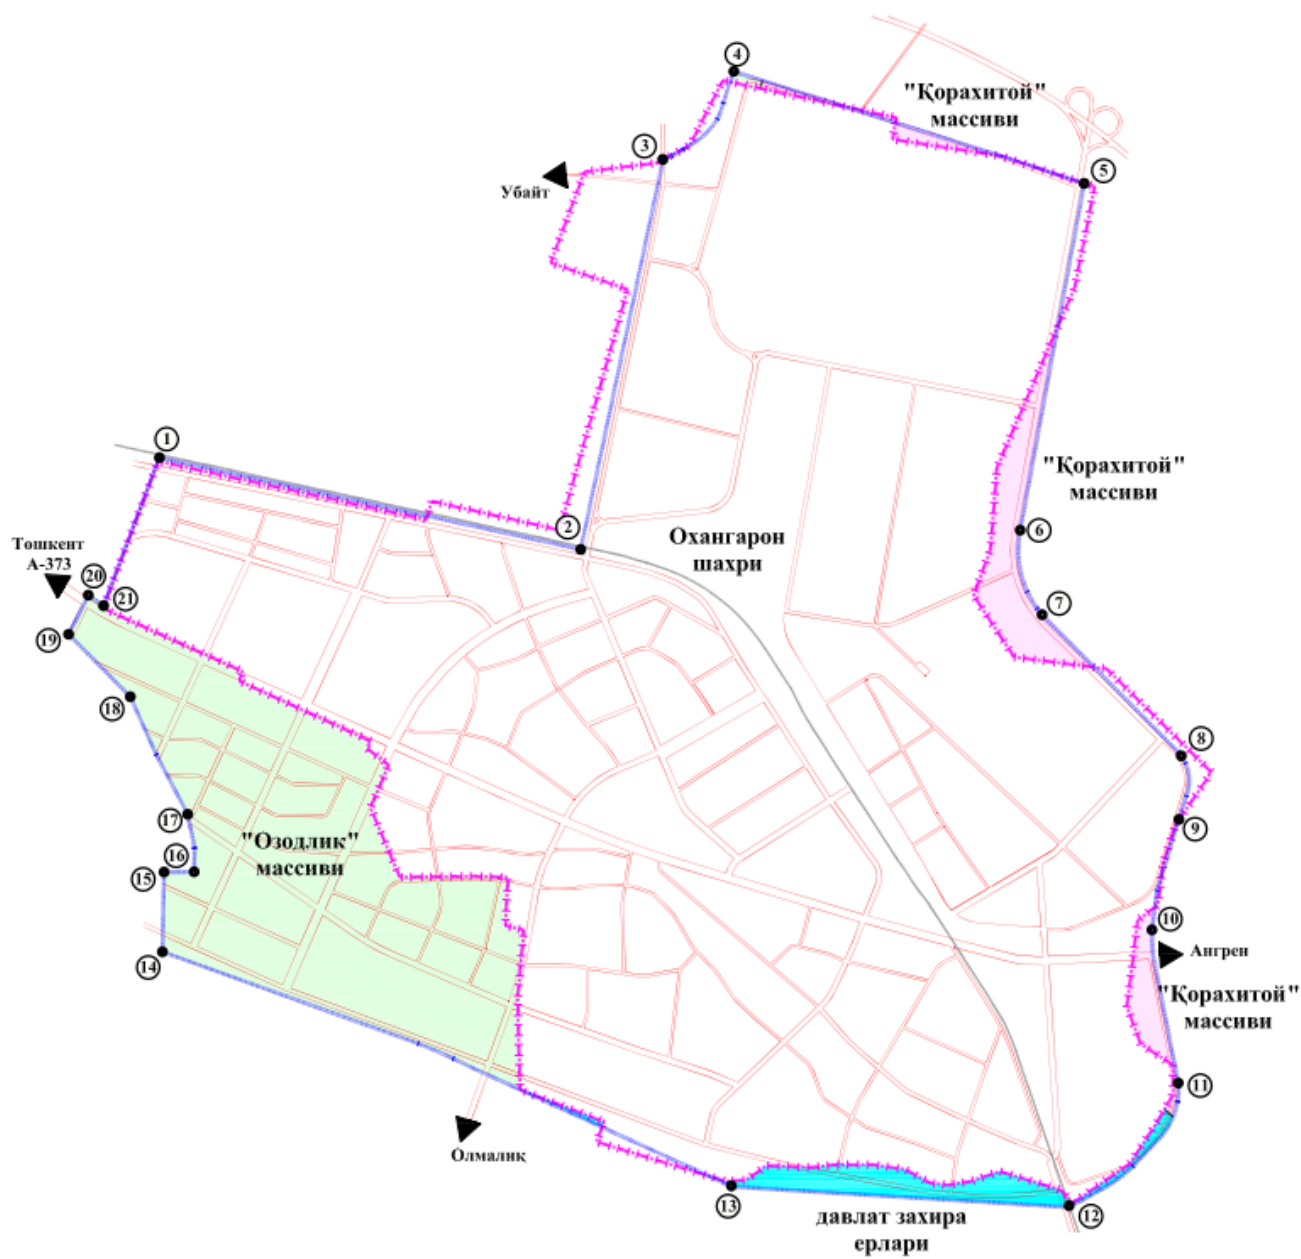 4
"Қорахитой"
массиви
3
5
Убайт
1
"Қорахитой"
массиви
6
2
Охангарон
шахри
Тошкент
А-373
20
21
7
19
18
8
17
9
"Озодлик"
массиви
16
15
10
Ангрен
14
"Қорахитой"
массиви
11
Олмалиқ
13
12
давлат захира
ерлари